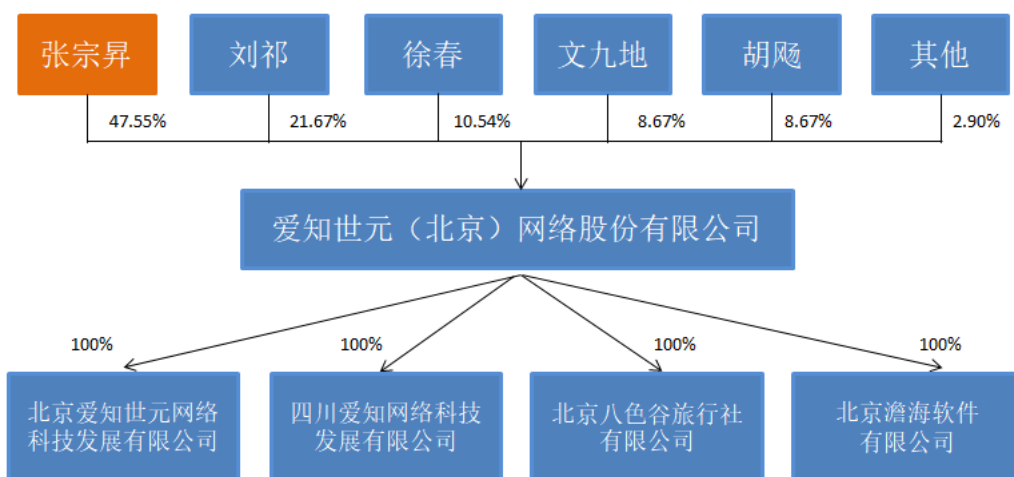 张宗昇
刘祁
徐春
文九地
胡飏
其他
47.55%
21.67%
10.54%
8.67%
8.67%
2.90%
爱知世元（北京）网络股份有限公司
100%
100%
100%
100%
北京爱知世元网络
科技发展有限公司
四川爱知网络科技
发展有限公司
北京八色谷旅行社
有限公司
北京澹海软件
有限公司